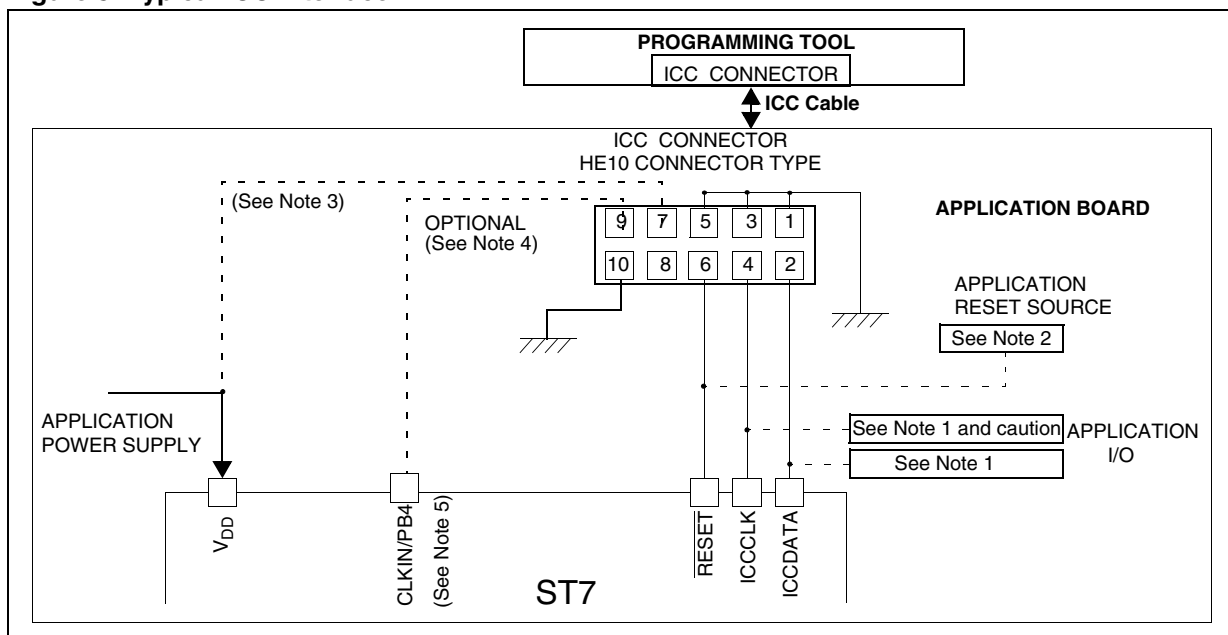 PROGRAMMING TOOL
ICC CONNECTOR
ICC Cable
ICC CONNECTOR
HE10 CONNECTOR TYPE
(See Note 3)
OPTIONAL
(See Note 4)
9 7 5 3 1
10 8 6 4 2
APPLICATION BOARD
APPLICATION
RESET SOURCE
See Note 2
APPLICATION
POWER SUPPLY
See Note 1 and caution
See Note 1
APPLICATION
I/O
VDD
CLKIN/PB4
(See Note 5)
RESET
ICCCLK
ICCDATA
ST7